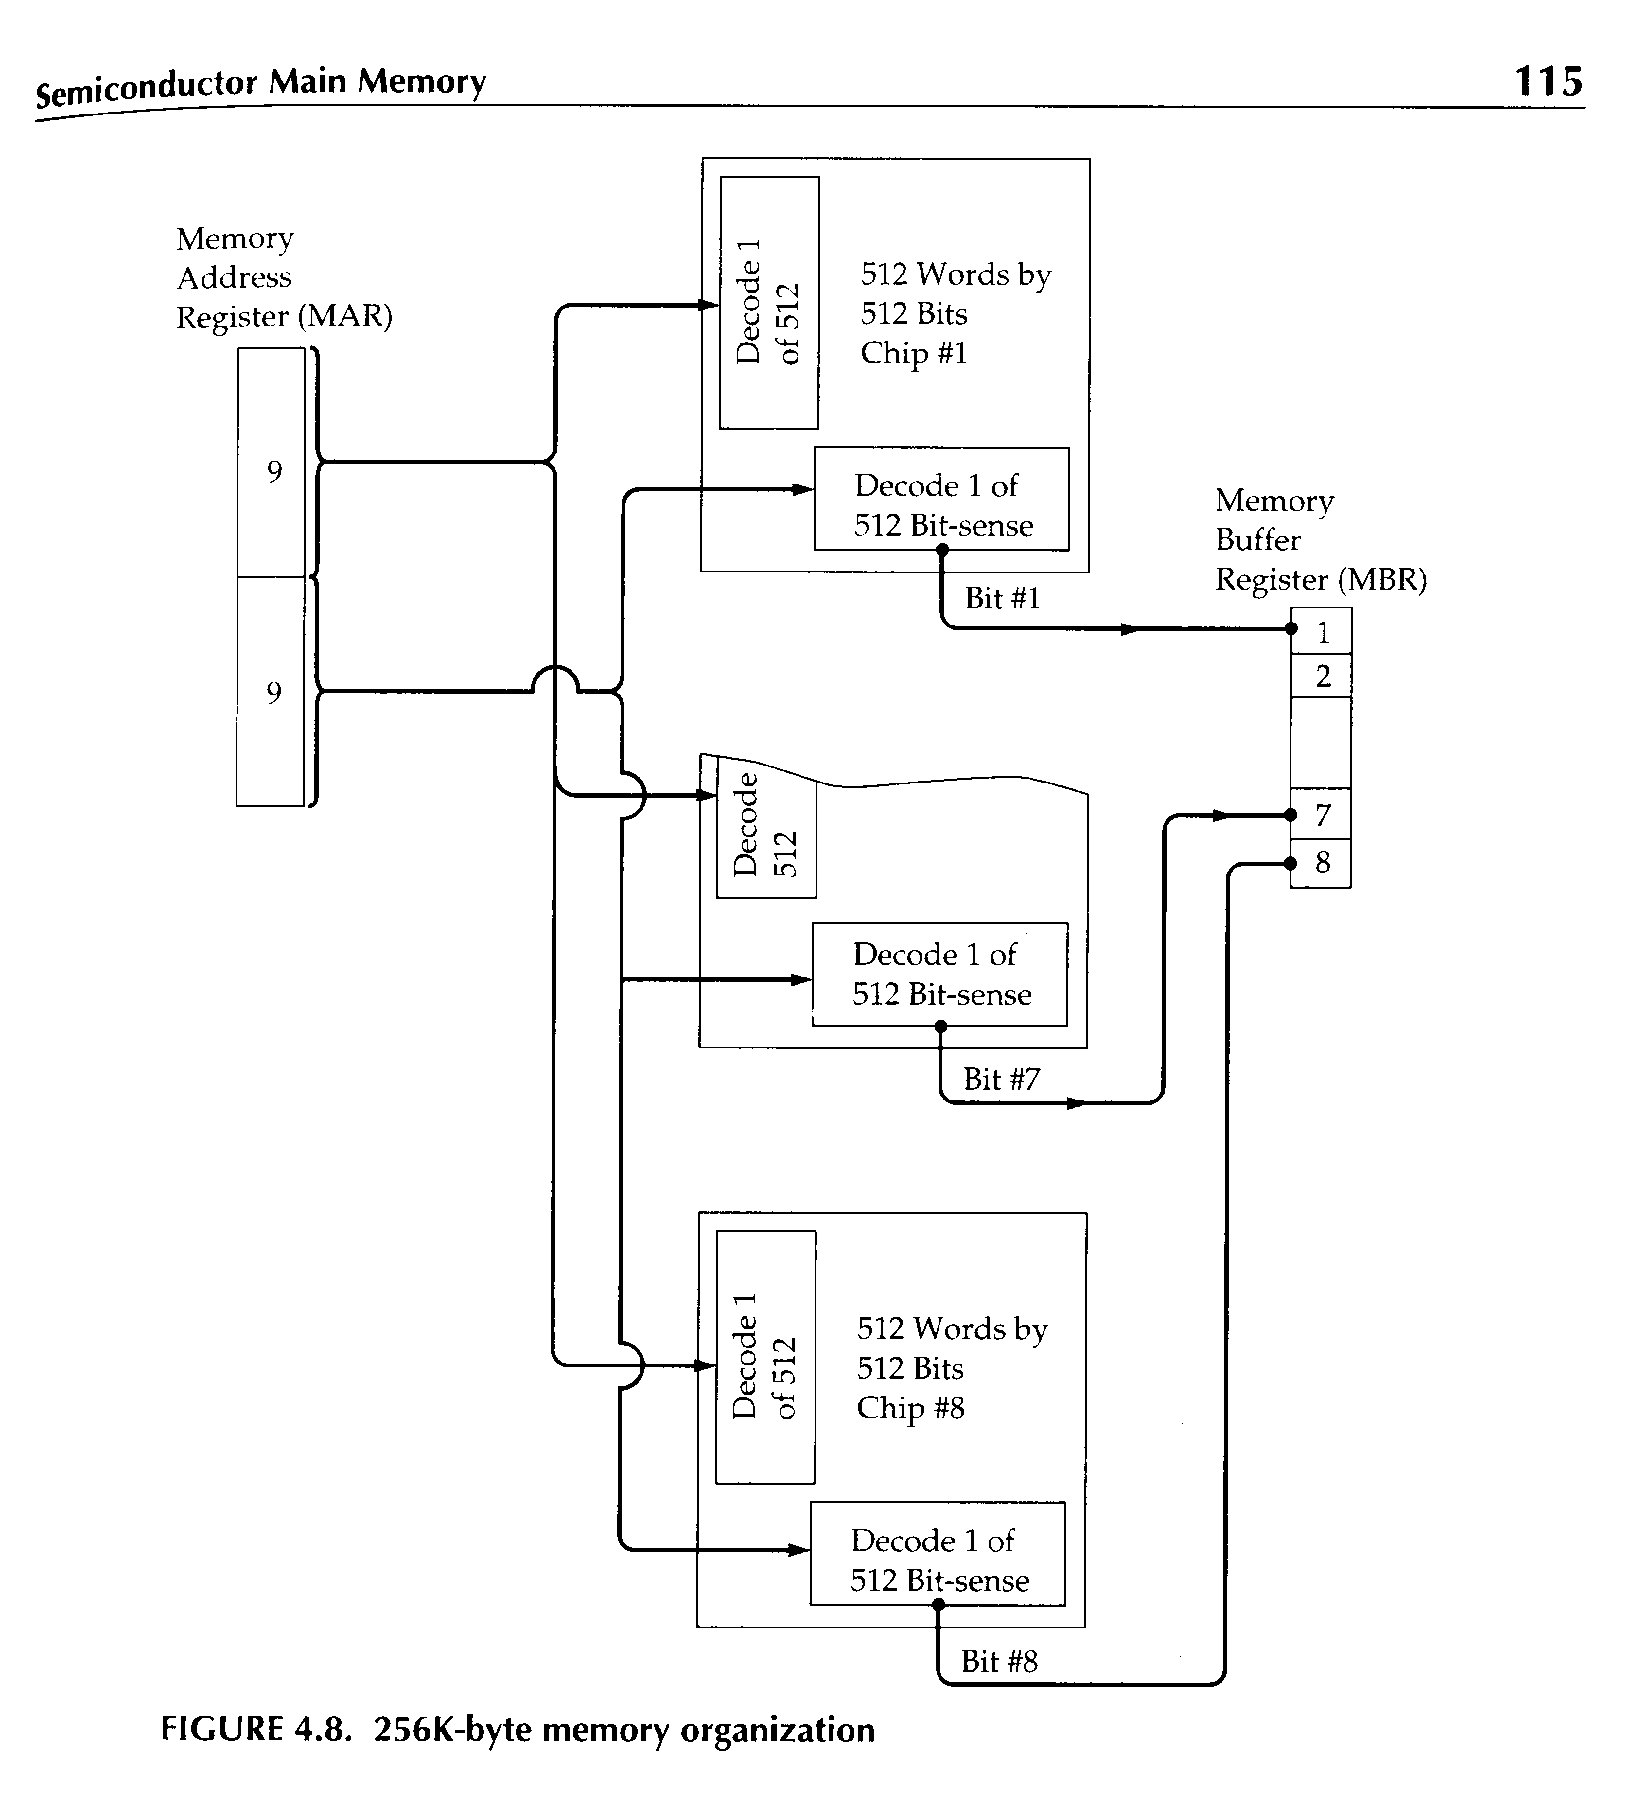 Semiconductor Main Memory
115
Memory
Address
Register (MAR)
9
9
Decode 1
of 512
512 Words by
512 Bits
Chip #1
Decode 1 of
512 Bit-sense
Bit #1
Memory
Buffer
Register (MBR)
1
2
7
8
Decode
512
Decode 1 of
512 Bit-sense
Bit #7
Decode 1
of 512
512 Words by
512 Bits
Chip #8
Decode 1 of
512 Bit-sense
Bit #8
FIGURE 4.8. 256K-byte memory organization